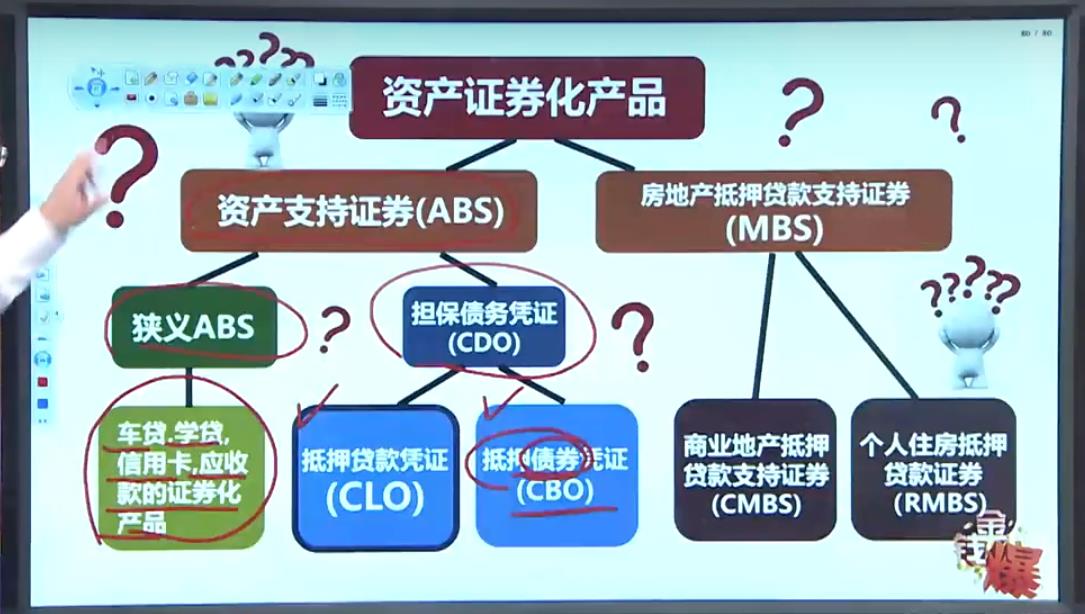 80 / 80
资产证券化产品
资产支持证券(ABS)
房地产抵押贷款支持证券
(MBS)
狭义ABS
担保债务凭证
(CDO)
车贷.学贷,
信用卡,应收
款的证券化
产品
抵押贷款凭证
(CLO)
抵押债券凭证
(CBO)
商业地产抵押
贷款支持证券
(CMBS)
个人住房抵押
贷款证券
(RMBS)
爆